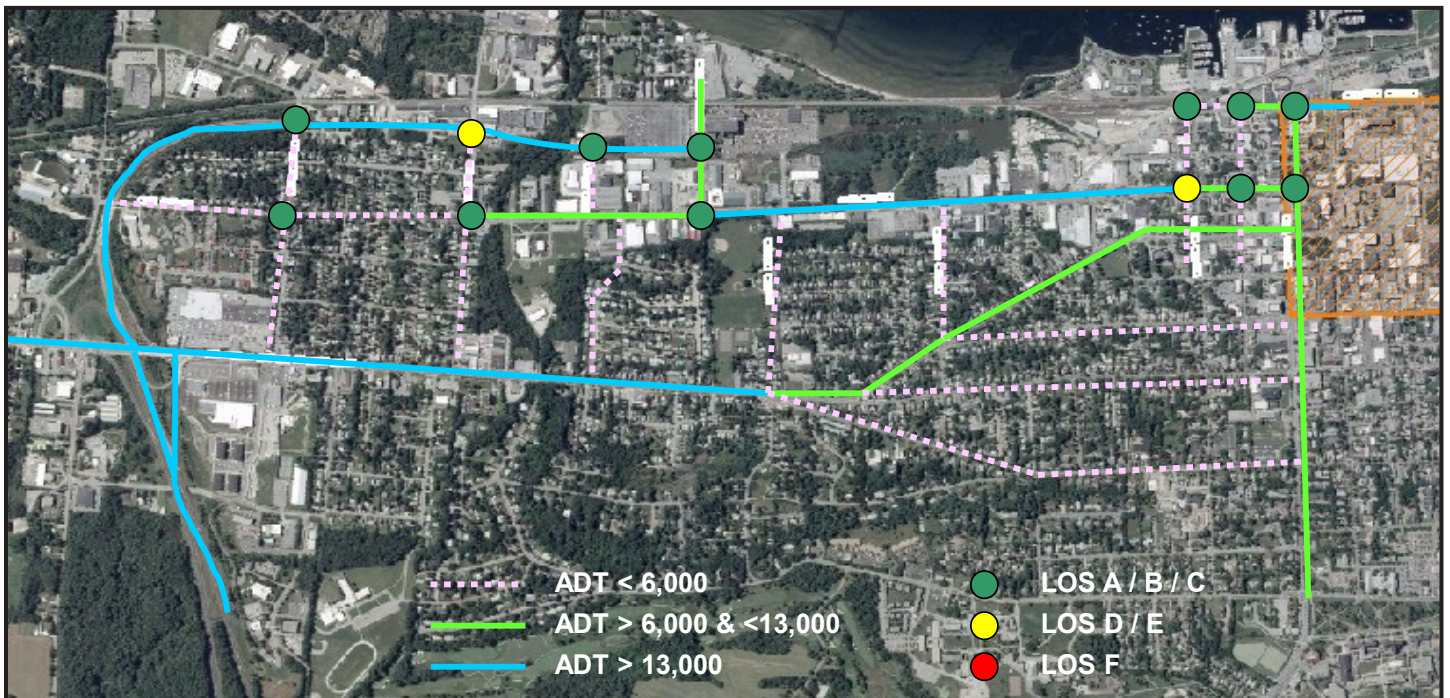 ADT < 6,000
ADT > 6,000 & <13,000
ADT > 13,000
LOS A / B / C
LOS D / E
LOS F